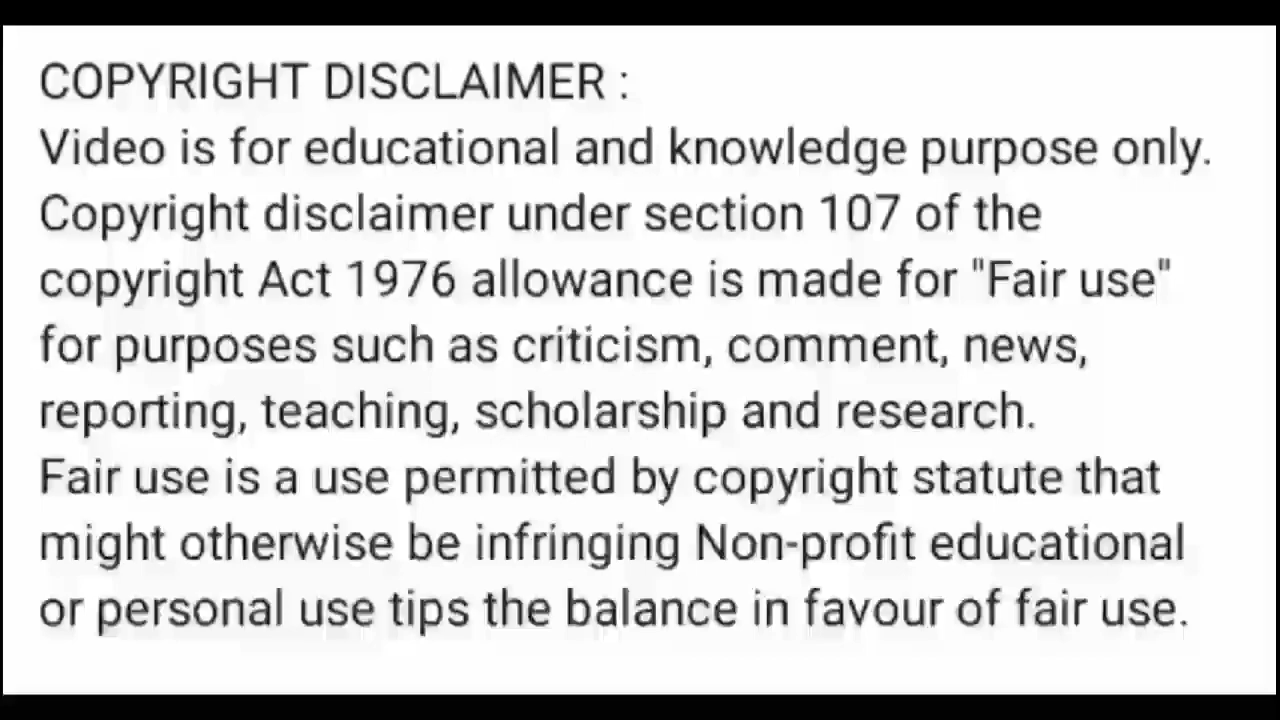 COPYRIGHT DISCLAIMER :
Video is for educational and knowledge purpose only.
Copyright disclaimer under section 107 of the
copyright Act 1976 allowance is made for "Fair use"
for purposes such as criticism, comment, news,
reporting, teaching, scholarship and research.
Fair use is a use permitted by copyright statute that
might otherwise be infringing Non-profit educational
or personal use tips the balance in favour of fair use.